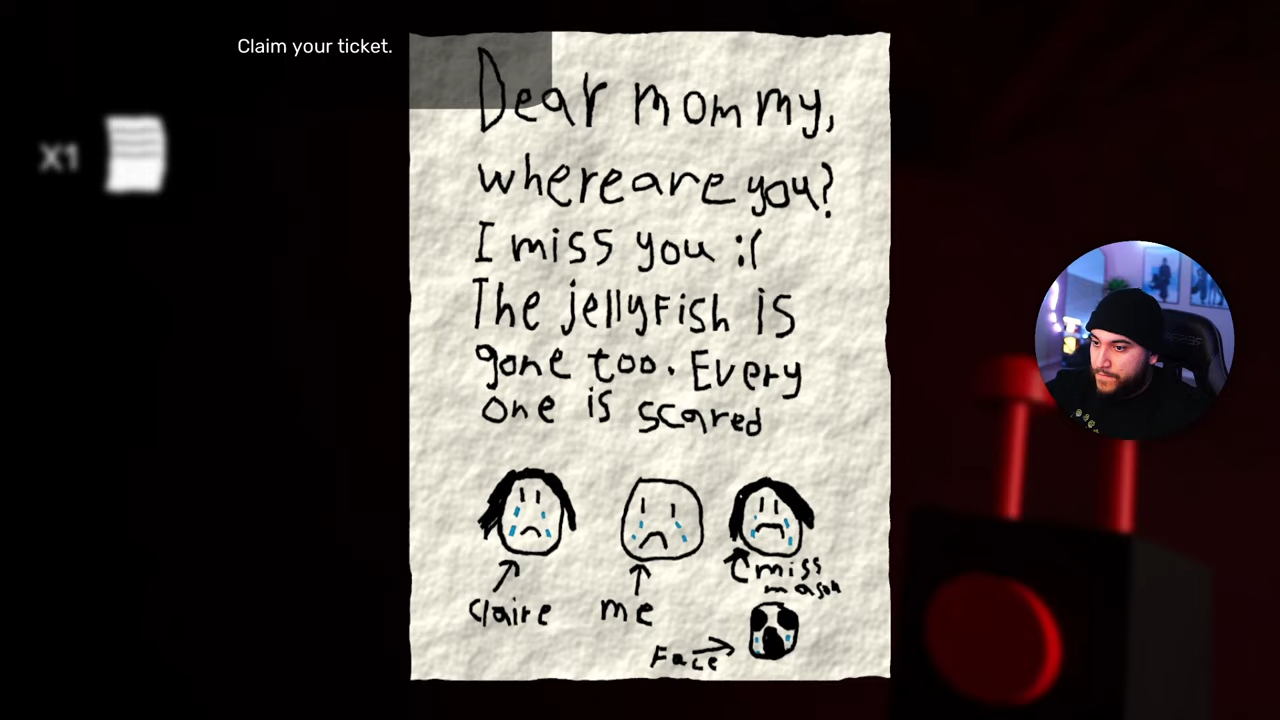 Claim your ticket.
X1
Dear mommy,
where are you?
I miss you :(
The jellyfish is
gone too. Every
one is scared
claire
me
miss
mason
Face